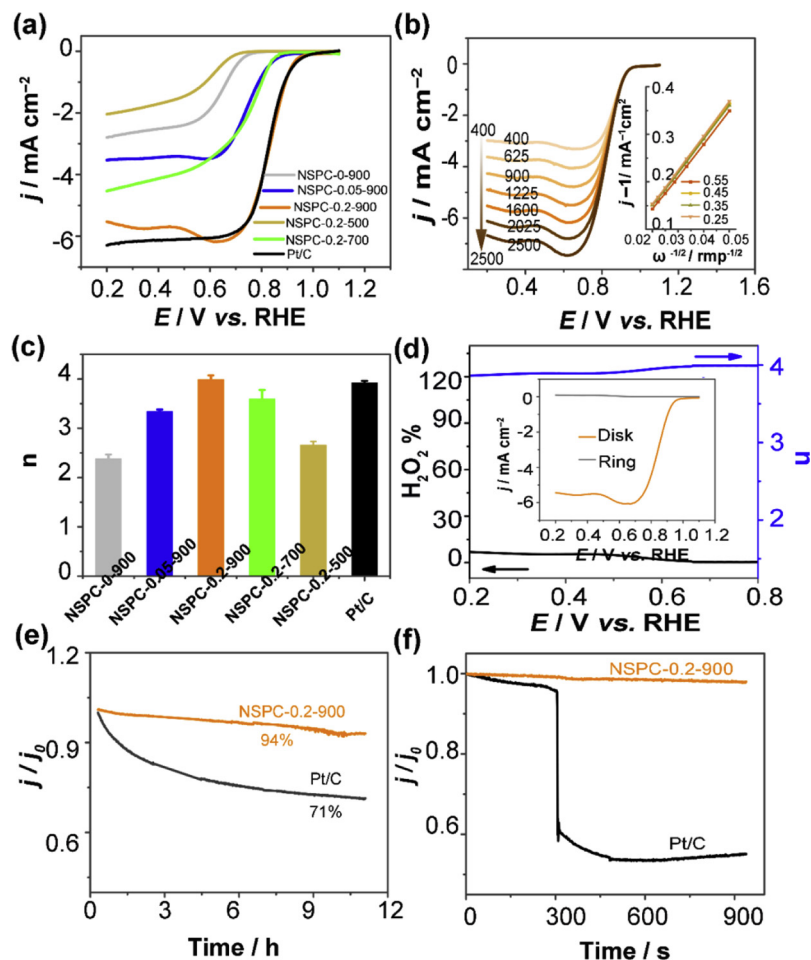 (a)
j / mA cm⁻²
0
-2
-4
-6
NSPC-0-900
NSPC-0.05-900
NSPC-0.2-900
NSPC-0.2-500
NSPC-0.2-700
Pt/C
0.2 0.4 0.6 0.8 1.0
E / V vs. RHE
(b)
j / mA cm⁻²
0
-2
-4
-6
400
2500
400
625
900
1225
1600
2025
2500
j −1/ mA⁻¹cm²
0.4
0.3
0.2
0.1
0.55
0.45
0.35
0.25
0.02 0.03 0.04 0.05
ω -1/2 / rmp-1/2
0.4 0.8 1.2 1.6
E / V vs. RHE
(c)
n
4
3
2
1
0
NSPC-0-900
NSPC-0.05-900
NSPC-0.2-900
NSPC-0.2-700
NSPC-0.2-500
Pt/C
(d)
H₂O₂ %
120
90
60
30
0
j / mA cm⁻²
0
-2
-4
-6
Disk
Ring
0.2 0.4 0.6 0.8 1.0 1.2
E / V vs. RHE
4
3
2
n
0.2 0.4 0.6 0.8
E / V vs. RHE
(e)
j / j₀
1.2
0.9
0.6
NSPC-0.2-900
94%
Pt/C
71%
0 3 6 9 12
Time / h
(f)
j / j₀
1.0
0.8
0.6
NSPC-0.2-900
Pt/C
0 300 600 900
Time / s